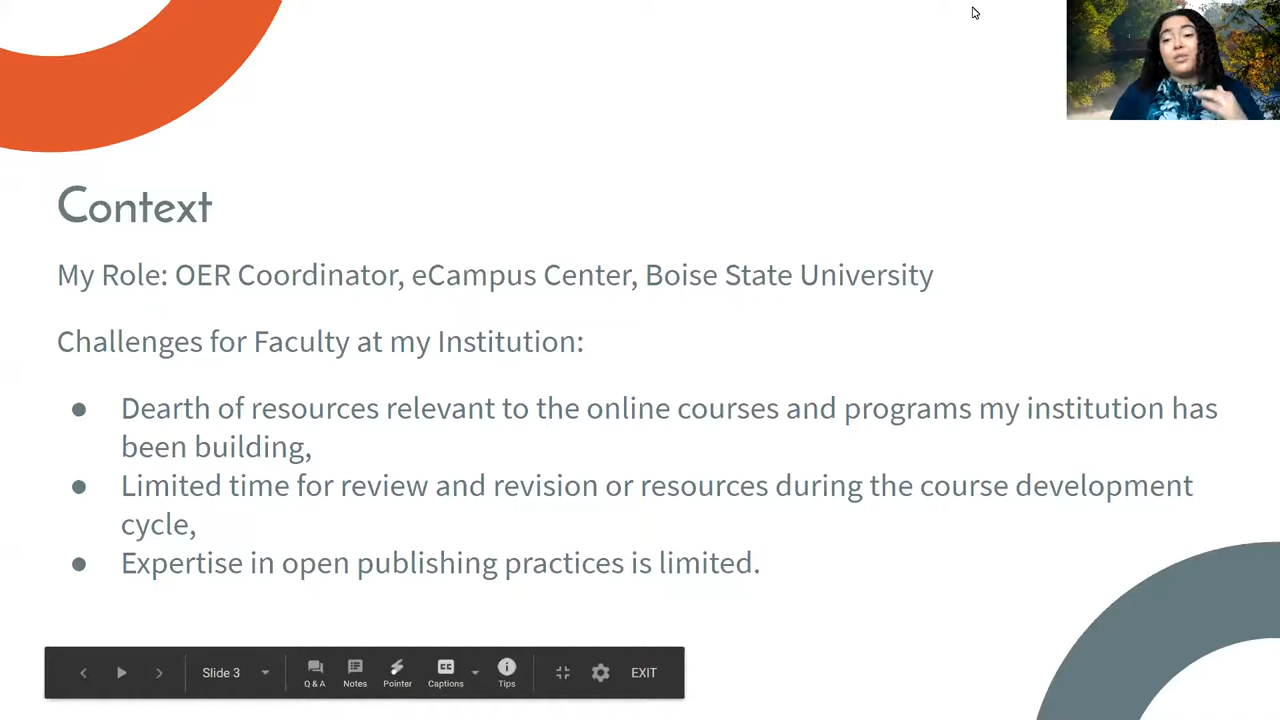 Context
My Role: OER Coordinator, eCampus Center, Boise State University
Challenges for Faculty at my Institution:
● Dearth of resources relevant to the online courses and programs my institution has
been building,
● Limited time for review and revision or resources during the course development
cycle,
● Expertise in open publishing practices is limited.
Slide 3
Q & A
Notes
Pointer
CC
Captions
Tips
EXIT